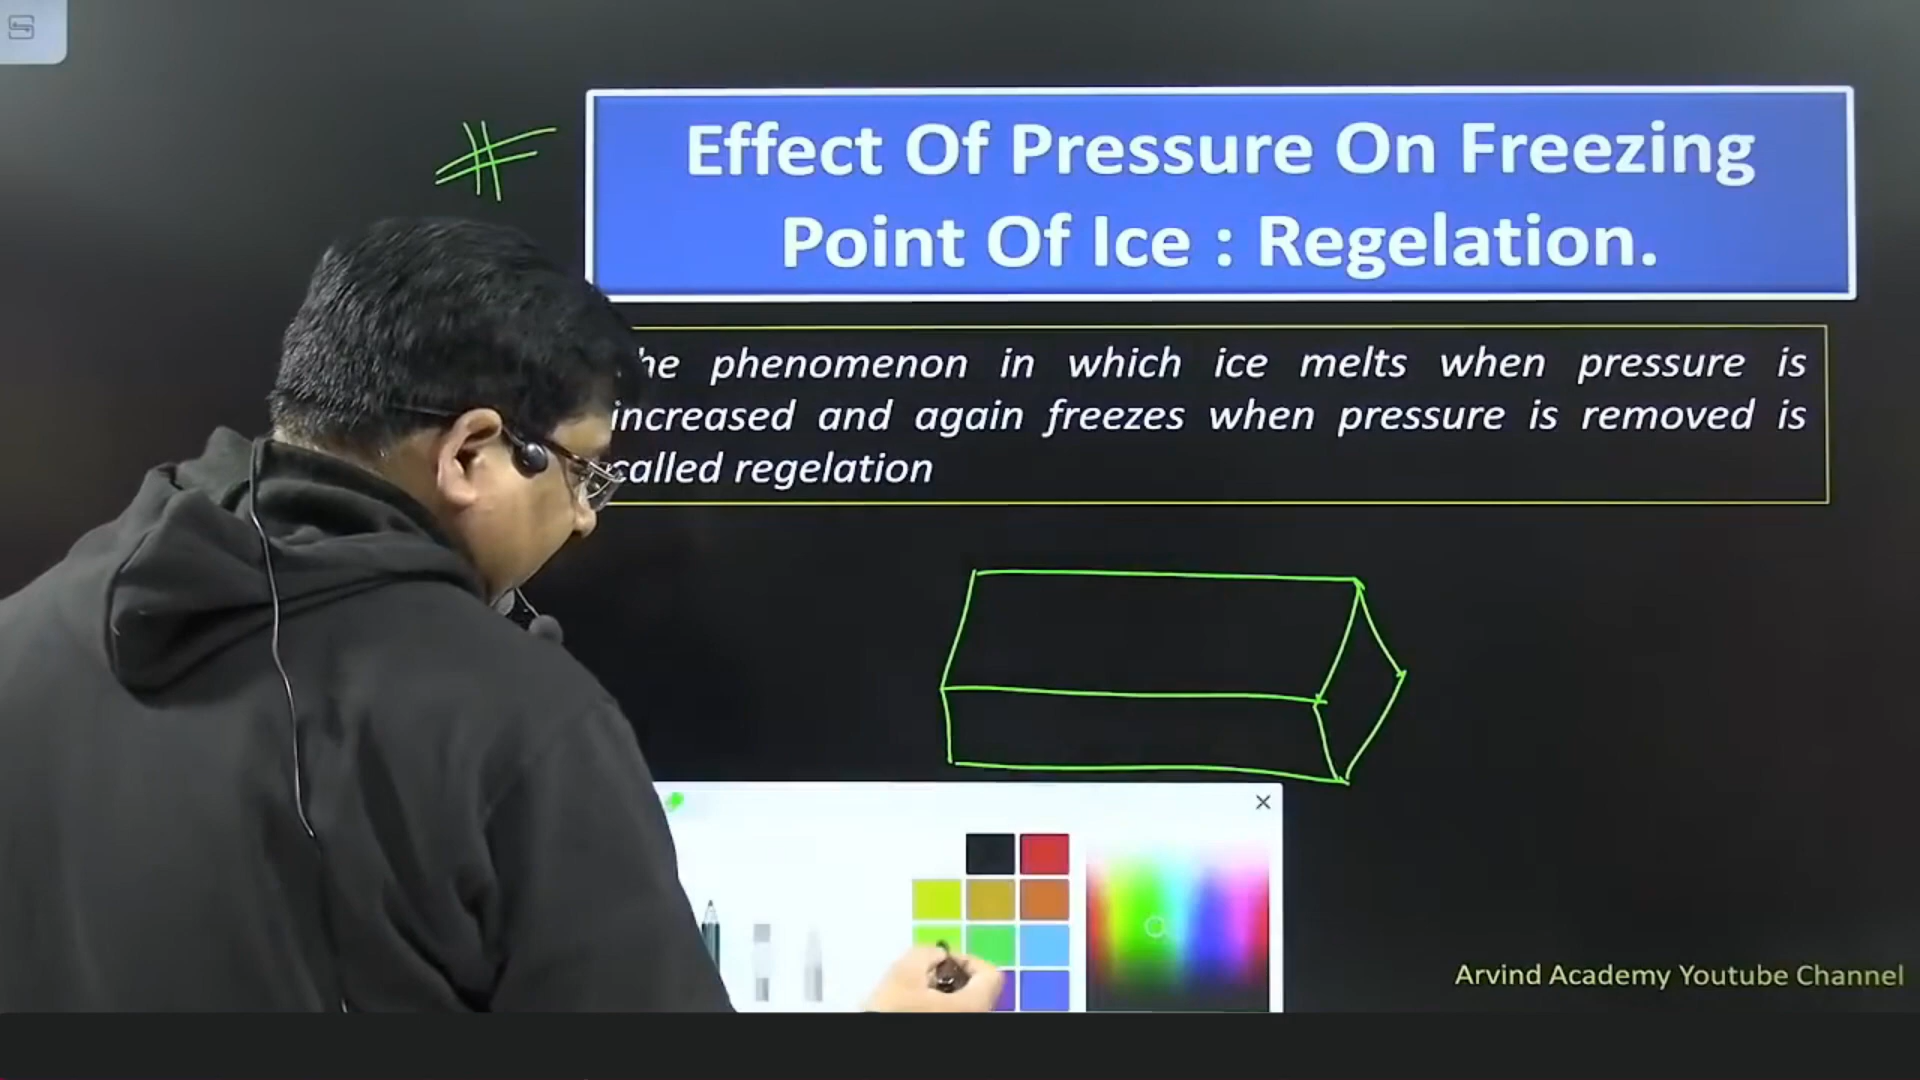 Effect Of Pressure On Freezing
Point Of Ice : Regelation.
he phenomenon in which ice melts when pressure is
increased and again freezes when pressure is removed is
called regelation
Arvind Academy Youtube Channel